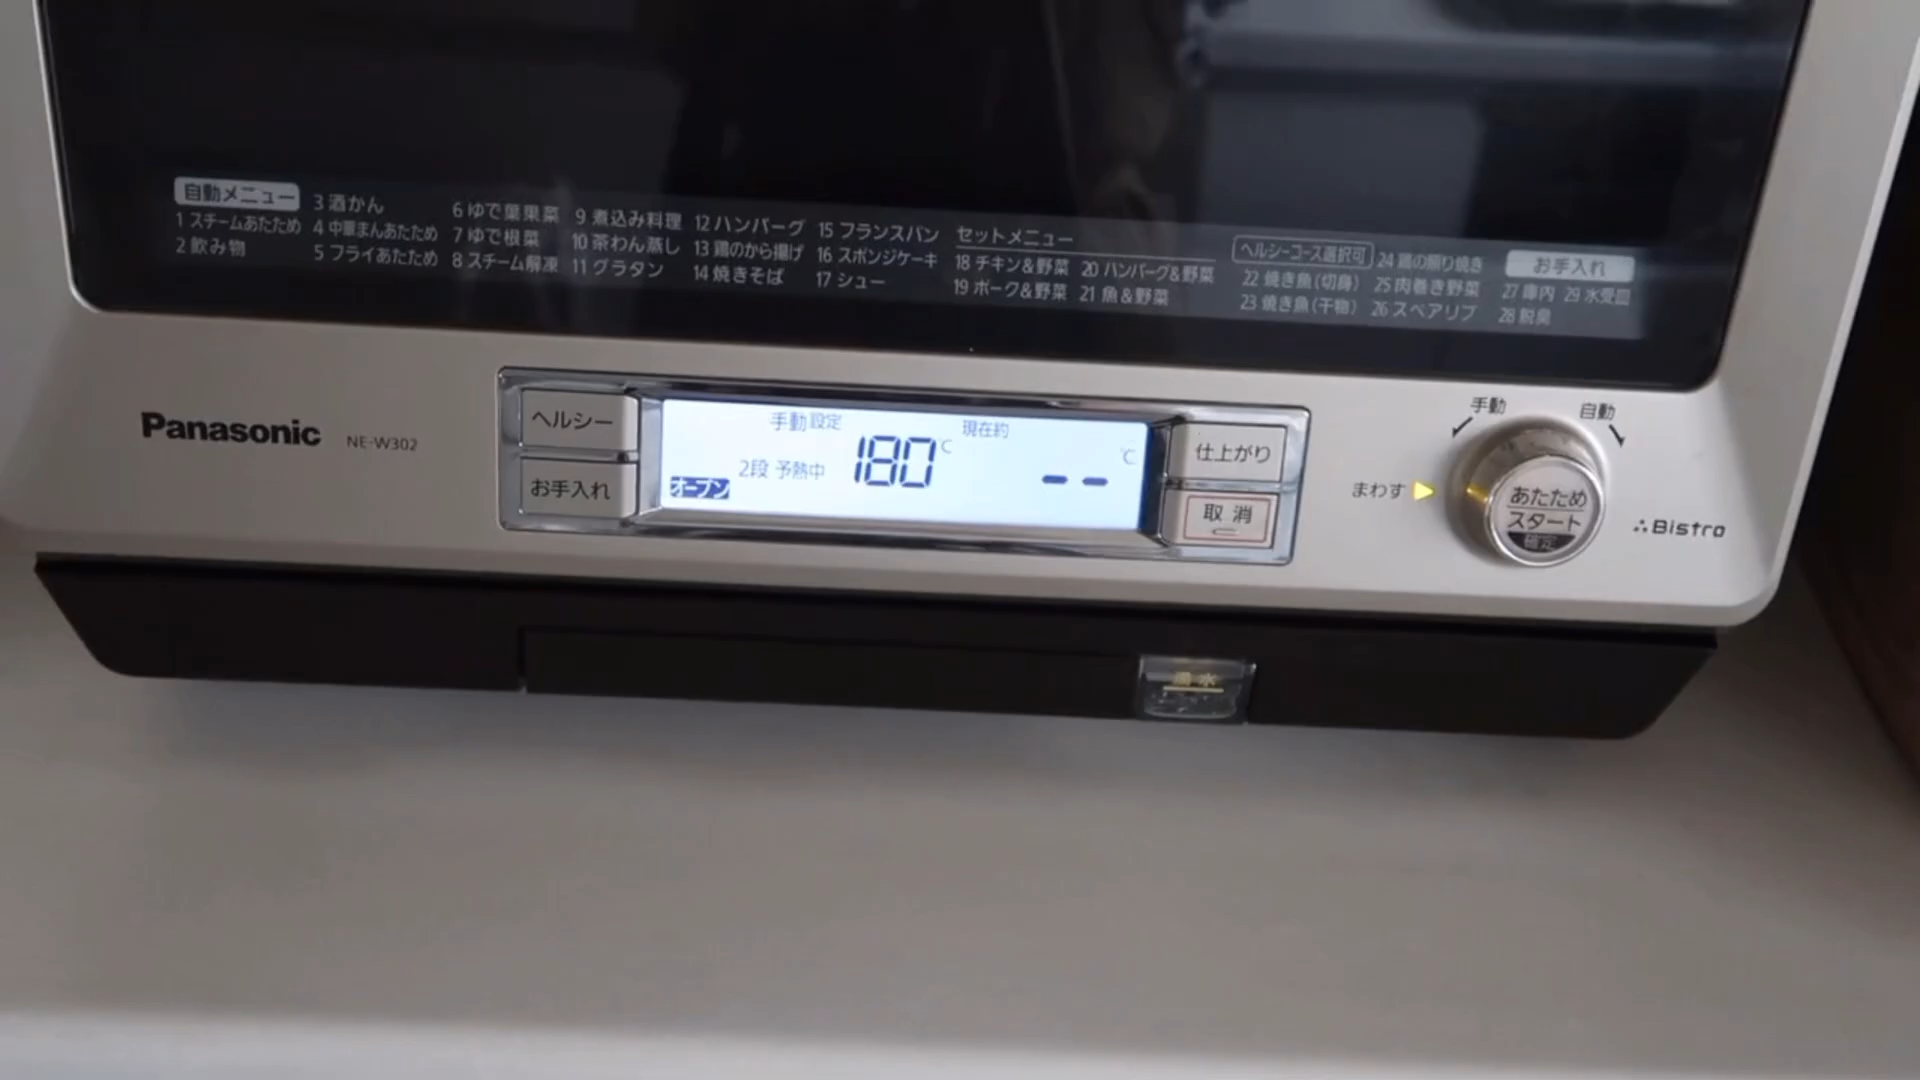 自動メニュー
1 スチームあたため
2 飲み物
3 酒かん
4 中華まんあたため
5 フライあたため
6 ゆで葉果菜
7 ゆで根菜
8 スチーム解凍
9 煮込み料理
10 茶わん蒸し
11 グラタン
12 ハンバーグ
13 鶏のから揚げ
14 焼きそば
15 フランスパン
16 スポンジケーキ
17 シュー
セットメニュー
18 チキン&野菜
19 ポーク&野菜
20 ハンバーグ&野菜
21 魚&野菜
ヘルシーコース選択可
22 焼き魚(切身)
23 焼き魚(干物)
24 鶏の照り焼き
25 肉巻き野菜
26 スペアリブ
お手入れ
27 庫内 29 水受皿
28 脱臭
Panasonic NE-W302
ヘルシー
お手入れ
手動設定
2段 予熱中 180℃
オーブン
現在約
-- ℃
仕上がり
取消
手動 自動
まわす
あたため
スタート
確定
Bistro
満水